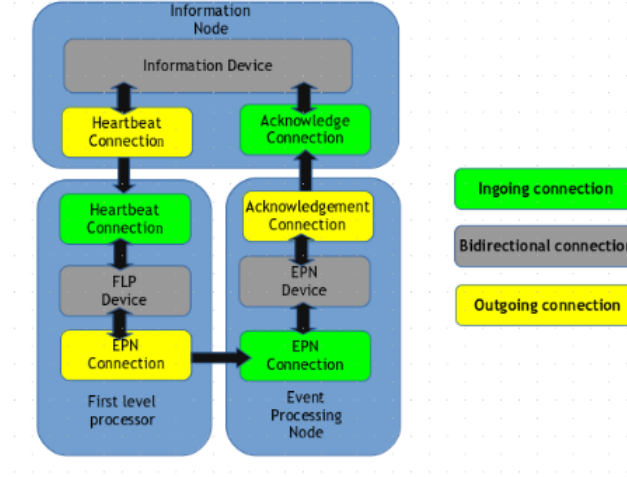 Information
Node
Information Device
Heartbeat
Connection
Acknowledge
Connection
Heartbeat
Connection
Acknowledgement
Connection
FLP
Device
EPN
Device
EPN
Connection
EPN
Connection
First level
processor
Event
Processing
Node
Ingoing connection
Bidirectional connection
Outgoing connection